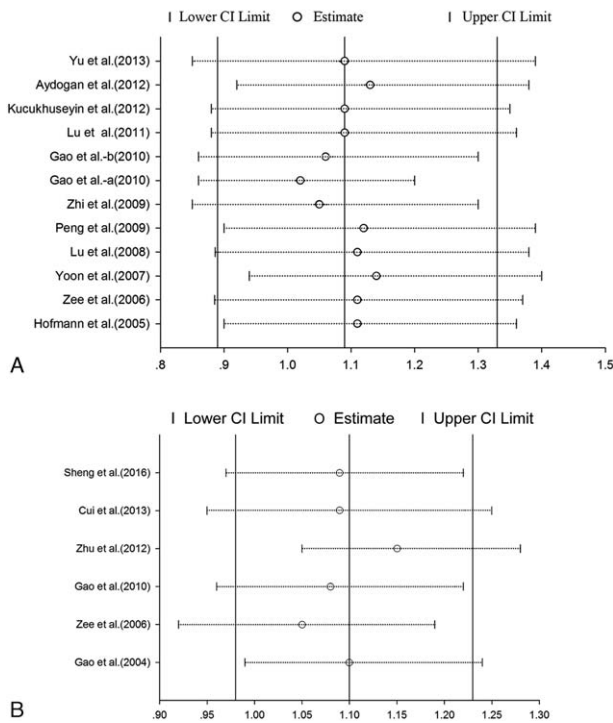 | Lower CI Limit O Estimate | Upper CI Limit
Yu et al.(2013)
Aydogan et al.(2012)
Kucukhuseyin et al.(2012)
Lu et al.(2011)
Gao et al.-b(2010)
Gao et al.-a(2010)
Zhi et al.(2009)
Peng et al.(2009)
Lu et al.(2008)
Yoon et al.(2007)
Zee et al.(2006)
Hofmann et al.(2005)
.8 .9 1.0 1.1 1.2 1.3 1.4 1.5
A
| Lower CI Limit O Estimate | Upper CI Limit
Sheng et al.(2016)
Cui et al.(2013)
Zhu et al.(2012)
Gao et al.(2010)
Zee et al.(2006)
Gao et al.(2004)
.90 .95 1.00 1.05 1.10 1.15 1.20 1.25 1.30
B